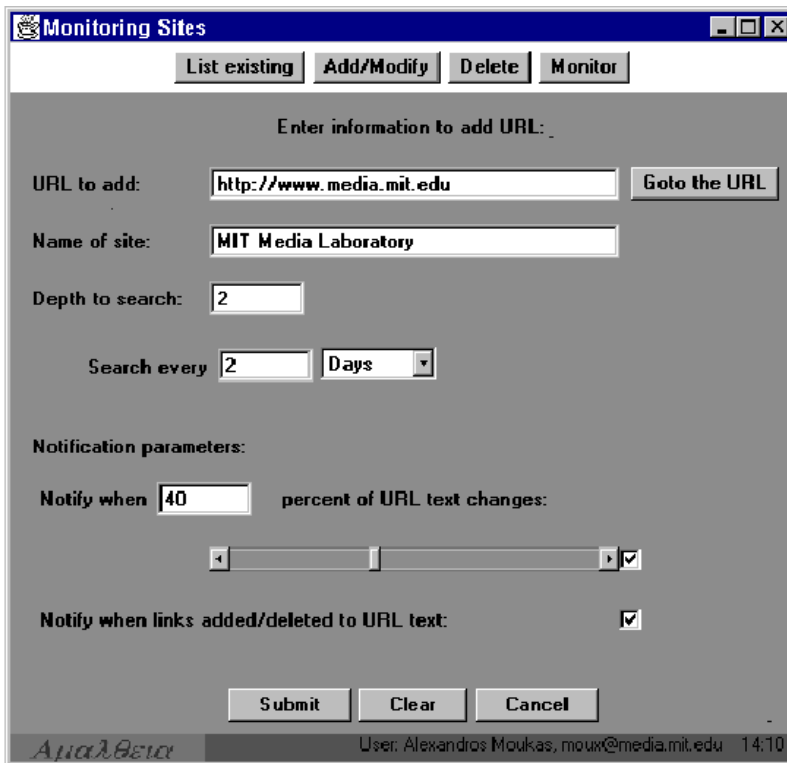 Monitoring Sites
List existing Add/Modify Delete Monitor
Enter information to add URL:
URL to add: http://www.media.mit.edu Goto the URL
Name of site: MIT Media Laboratory
Depth to search: 2
Search every 2 Days
Notification parameters:
Notify when 40 percent of URL text changes:
Notify when links added/deleted to URL text:
Submit Clear Cancel
Αμαλθεια User: Alexandros Moukas, moux@media.mit.edu 14:10